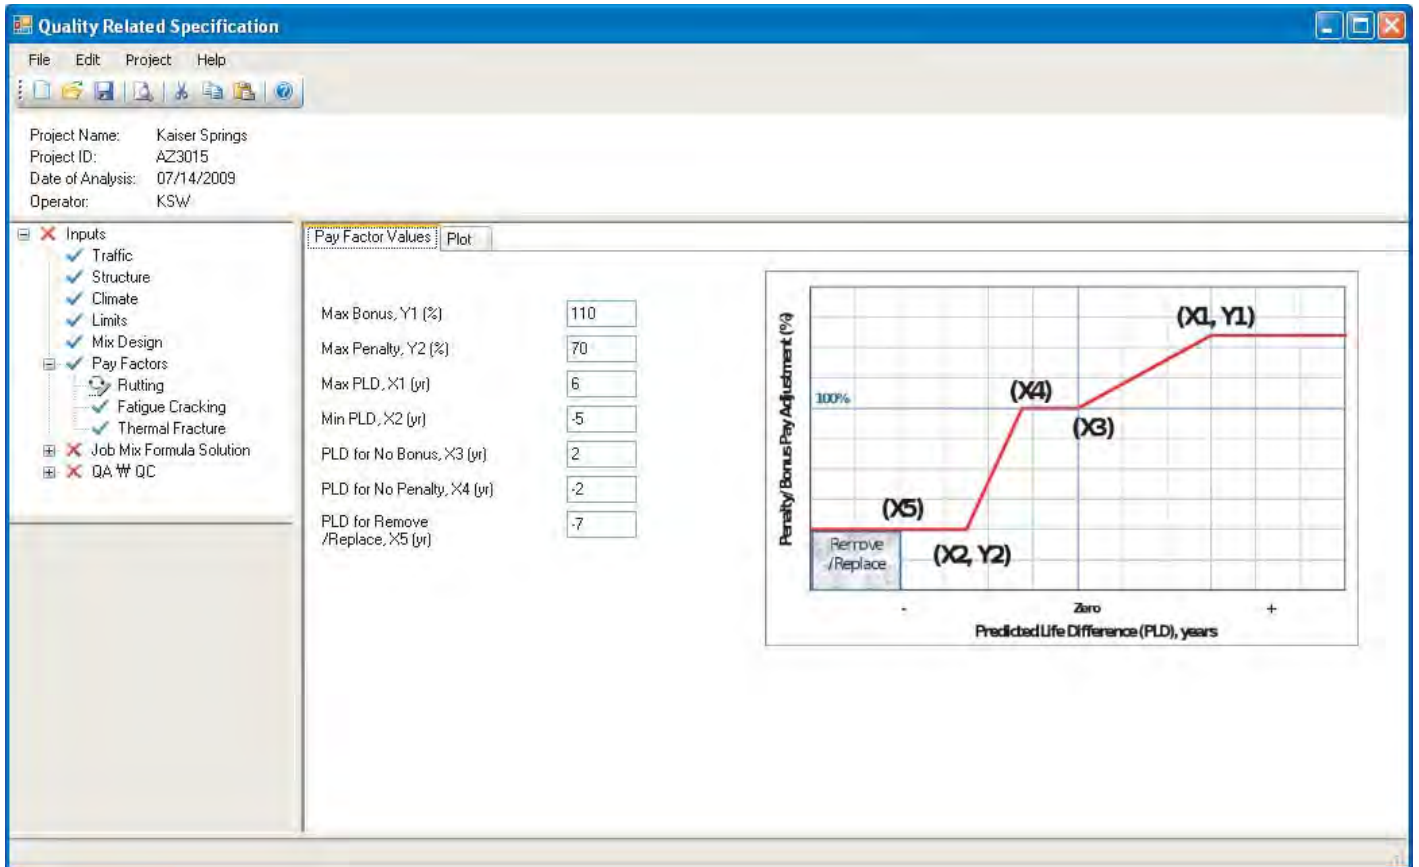 Quality Related Specification
File Edit Project Help
Project Name: Kaiser Springs
Project ID: AZ3015
Date of Analysis: 07/14/2009
Operator: KSW
Inputs
Traffic
Structure
Climate
Limits
Mix Design
Pay Factors
Rutting
Fatigue Cracking
Thermal Fracture
Job Mix Formula Solution
QA ₩ QC
Pay Factor Values Plot
Max Bonus, Y1 (%) 110
Max Penalty, Y2 (%) 70
Max PLD, X1 (yr) 6
Min PLD, X2 (yr) -5
PLD for No Bonus, X3 (yr) 2
PLD for No Penalty, X4 (yr) -2
PLD for Remove
/Replace, X5 (yr) -7
Penalty/Bonus Pay Adjustment (%)
(X1, Y1)
100%
(X4)
(X3)
(X5)
Remove
/Replace
(X2, Y2)
- Zero +
Predicted Life Difference (PLD), years